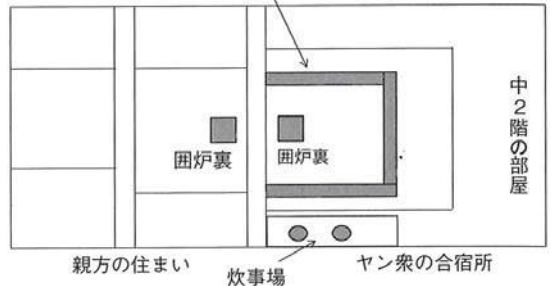 中２階の部屋
囲炉裏
囲炉裏
親方の住まい
炊事場
ヤン衆の合宿所